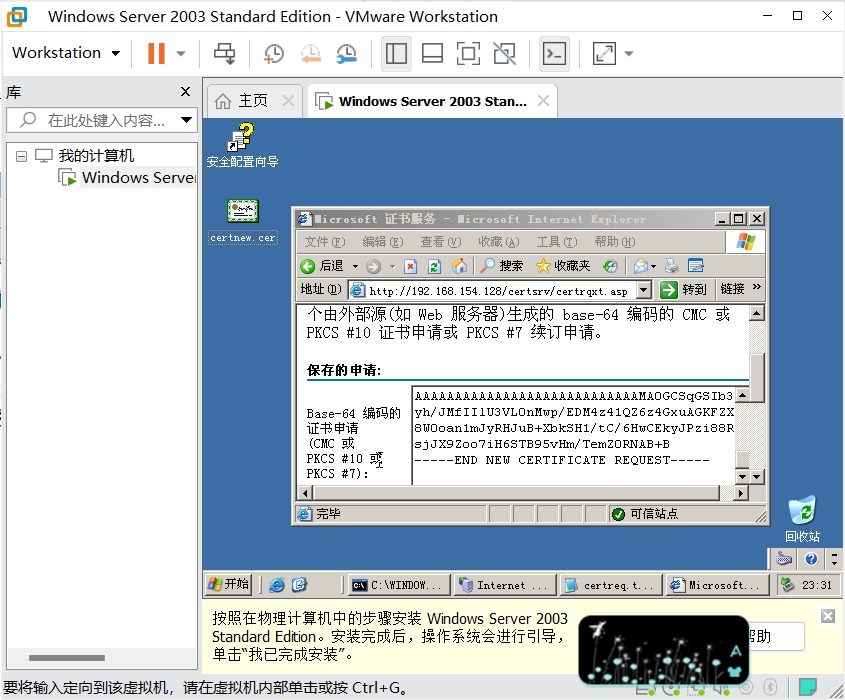 Windows Server 2003 Standard Edition - VMware Workstation
Workstation
库
主页
Windows Server 2003 Stan...
在此处键入内容...
我的计算机
Windows Server
安全配置向导
certnew.cer
Microsoft 证书服务 - Microsoft Internet Explorer
文件(F) 编辑(E) 查看(V) 收藏(A) 工具(T) 帮助(H)
后退 搜索 收藏夹
地址(D) http://192.168.154.128/certsrv/certrqxt.asp 转到 链接 »
个由外部源(如 Web 服务器)生成的 base-64 编码的 CMC 或
PKCS #10 证书申请或 PKCS #7 续订申请。
保存的申请:
Base-64 编码的
证书申请
(CMC 或
PKCS #10 或
PKCS #7):
-----END NEW CERTIFICATE REQUEST-----
完毕
可信站点
回收站
开始
C:\WINDOW...
Internet ...
certreq.t...
Microsoft...
23:31
按照在物理计算机中的步骤安装 Windows Server 2003
Standard Edition。安装完成后，操作系统会进行引导，
单击“我已完成安装”。
帮助
A
要将输入定向到该虚拟机，请在虚拟机内部单击或按 Ctrl+G。